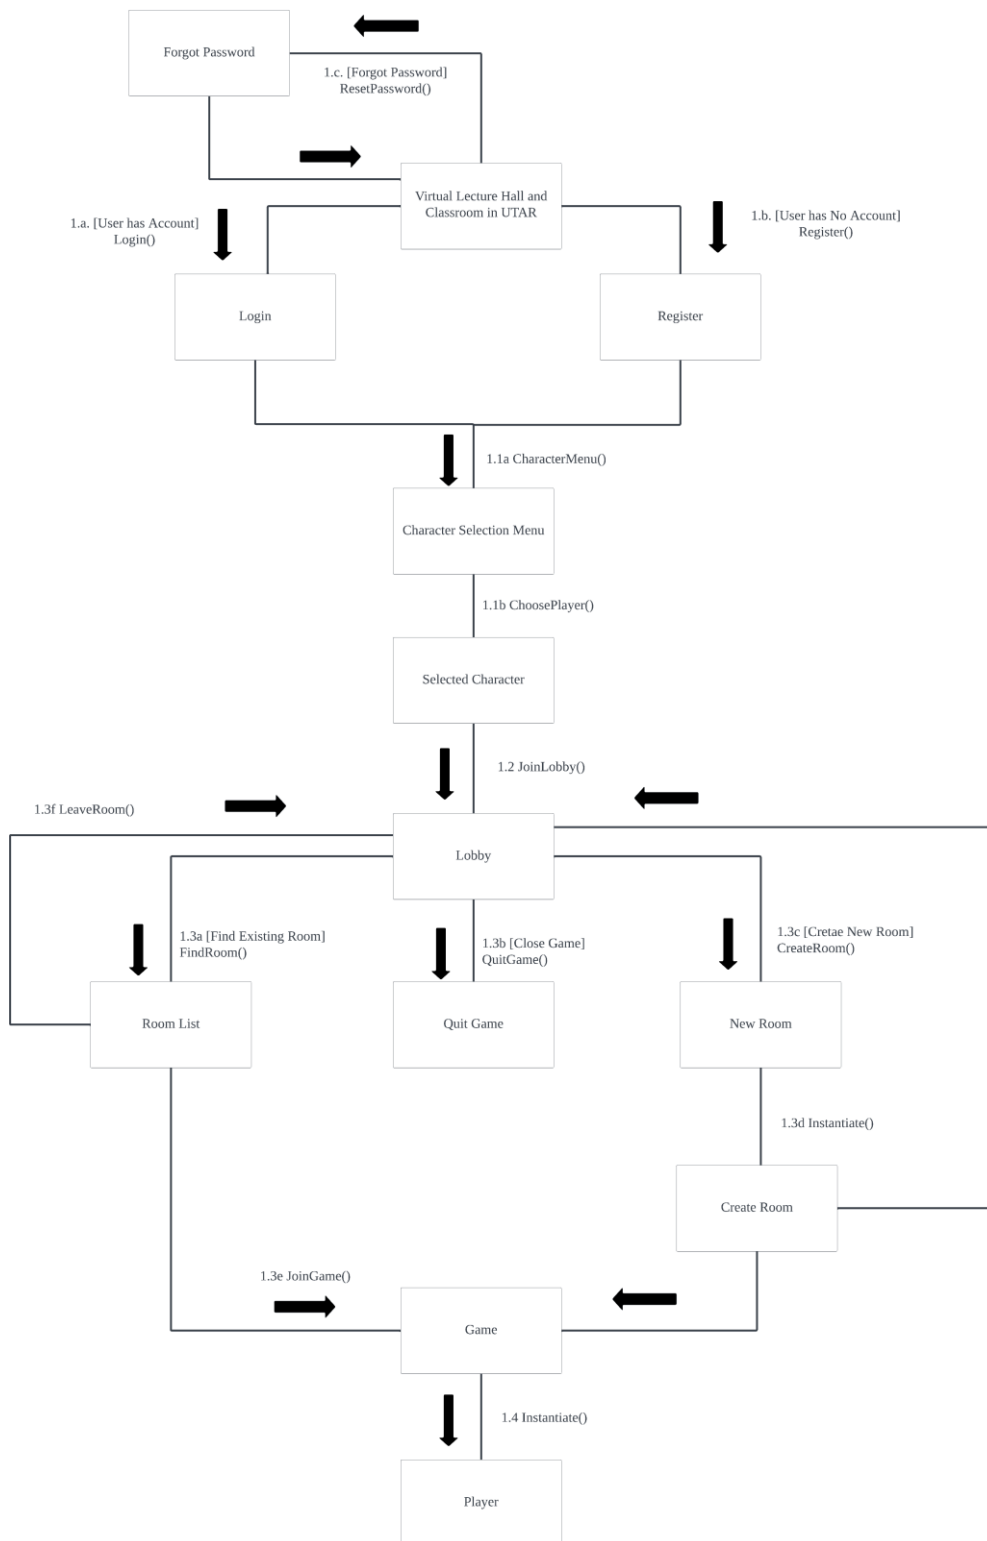 Forgot Password
1.c. [Forgot Password]
ResetPassword()
Virtual Lecture Hall and
Classroom in UTAR
1.a. [User has Account]
Login()
1.b. [User has No Account]
Register()
Login
Register
1.1a CharacterMenu()
Character Selection Menu
1.1b ChoosePlayer()
Selected Character
1.2 JoinLobby()
1.3f LeaveRoom()
Lobby
1.3a [Find Existing Room]
FindRoom()
1.3b [Close Game]
QuitGame()
1.3c [Cretae New Room]
CreateRoom()
Room List
Quit Game
New Room
1.3d Instantiate()
Create Room
1.3e JoinGame()
Game
1.4 Instantiate()
Player